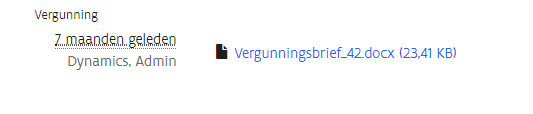 Vergunning
7 maanden geleden
Dynamics, Admin
Vergunningsbrief_42.docx (23,41 KB)